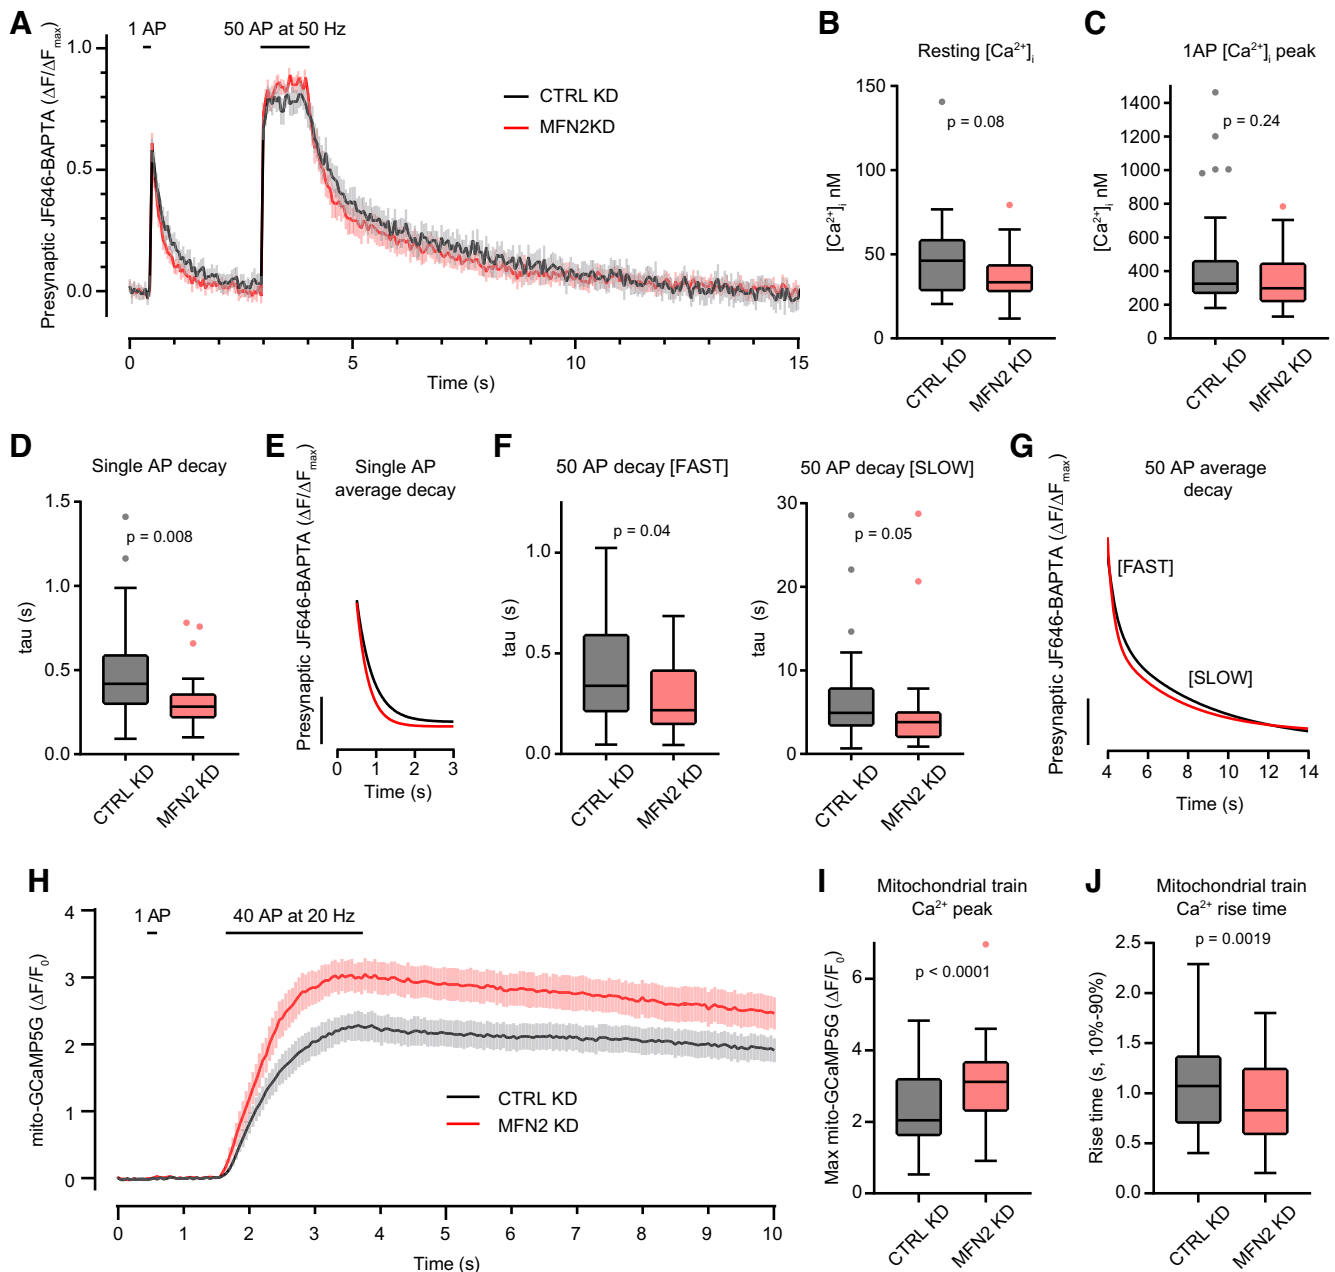 A
1 AP
50 AP at 50 Hz
Presynaptic JF646-BAPTA (ΔF/ΔFmax)
1.0
0.5
0.0
CTRL KD
MFN2KD
0
5
10
15
Time (s)
B
Resting [Ca²⁺]i
[Ca²⁺]i nM
150
100
50
0
p = 0.08
CTRL KD
MFN2 KD
C
1AP [Ca²⁺]i peak
[Ca²⁺]i nM
1400
1200
1000
800
600
400
200
0
p = 0.24
CTRL KD
MFN2 KD
D
Single AP decay
tau (s)
1.5
1.0
0.5
0.0
p = 0.008
CTRL KD
MFN2 KD
E
Single AP
average decay
Presynaptic JF646-BAPTA (ΔF/ΔFmax)
0
1
2
3
Time (s)
F
50 AP decay [FAST]
tau (s)
1.0
0.5
0.0
p = 0.04
CTRL KD
MFN2 KD
50 AP decay [SLOW]
tau (s)
30
20
10
0
p = 0.05
CTRL KD
MFN2 KD
G
50 AP average
decay
Presynaptic JF646-BAPTA (ΔF/ΔFmax)
[FAST]
[SLOW]
4
6
8
10
12
14
Time (s)
H
1 AP
40 AP at 20 Hz
mito-GCaMP5G (ΔF/F0)
4
3
2
1
0
CTRL KD
MFN2 KD
0
1
2
3
4
5
6
7
8
9
10
Time (s)
I
Mitochondrial train
Ca²⁺ peak
Max mito-GCaMP5G (ΔF/F0)
6
4
2
0
p < 0.0001
CTRL KD
MFN2 KD
J
Mitochondrial train
Ca²⁺ rise time
Rise time (s, 10%-90%)
2.5
2.0
1.5
1.0
0.5
0.0
p = 0.0019
CTRL KD
MFN2 KD